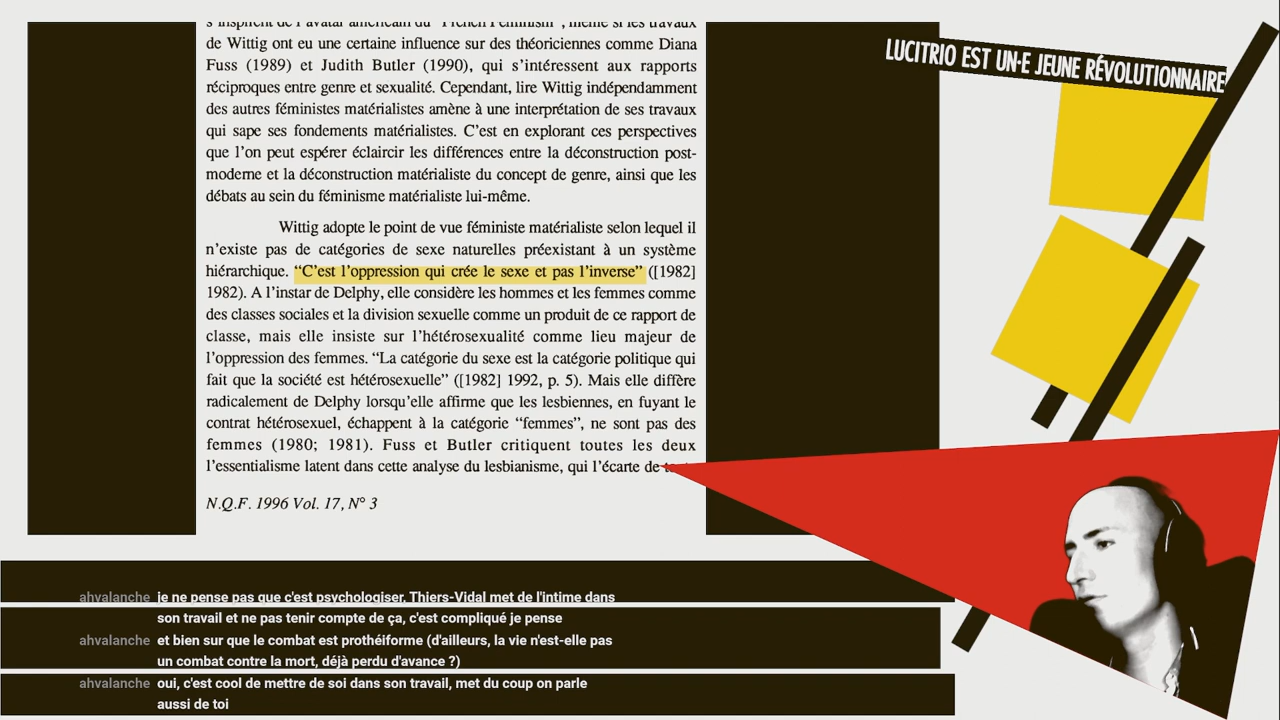 s'inspirent de l'avatar américain du "French Feminism", même si les travaux
de Wittig ont eu une certaine influence sur des théoriciennes comme Diana
Fuss (1989) et Judith Butler (1990), qui s'intéressent aux rapports
réciproques entre genre et sexualité. Cependant, lire Wittig indépendamment
des autres féministes matérialistes amène à une interprétation de ses travaux
qui sape ses fondements matérialistes. C'est en explorant ces perspectives
que l'on peut espérer éclaircir les différences entre la déconstruction post-
moderne et la déconstruction matérialiste du concept de genre, ainsi que les
débats au sein du féminisme matérialiste lui-même.
Wittig adopte le point de vue féministe matérialiste selon lequel il
n'existe pas de catégories de sexe naturelles préexistant à un système
hiérarchique. “C'est l'oppression qui crée le sexe et pas l'inverse” ([1982]
1982). A l'instar de Delphy, elle considère les hommes et les femmes comme
des classes sociales et la division sexuelle comme un produit de ce rapport de
classe, mais elle insiste sur l'hétérosexualité comme lieu majeur de
l'oppression des femmes. “La catégorie du sexe est la catégorie politique qui
fait que la société est hétérosexuelle” ([1982] 1992, p. 5). Mais elle diffère
radicalement de Delphy lorsqu'elle affirme que les lesbiennes, en fuyant le
contrat hétérosexuel, échappent à la catégorie “femmes”, ne sont pas des
femmes (1980; 1981). Fuss et Butler critiquent toutes les deux
l'essentialisme latent dans cette analyse du lesbianisme, qui l'écarte de
N.Q.F. 1996 Vol. 17, N° 3
LUCITRIO EST UN·E JEUNE RÉVOLUTIONNAIRE
ahvalanche je ne pense pas que c'est psychologiser, Thiers-Vidal met de l'intime dans
son travail et ne pas tenir compte de ça, c'est compliqué je pense
ahvalanche et bien sur que le combat est prothéiforme (d'ailleurs, la vie n'est-elle pas
un combat contre la mort, déjà perdu d'avance ?)
ahvalanche oui, c'est cool de mettre de soi dans son travail, met du coup on parle
aussi de toi